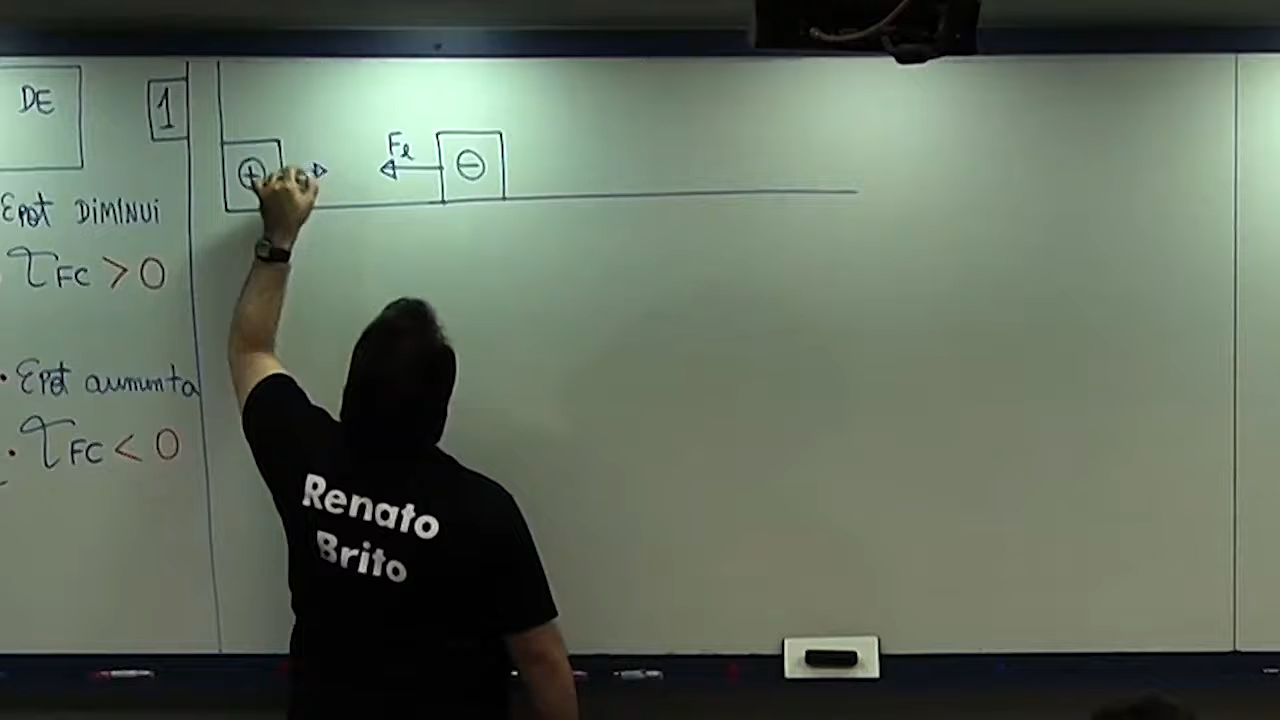 DE
1
Epot DIMINUI
τFC > 0
• Epot aumenta
• τFC < 0
+
Fe
−
Renato
Brito